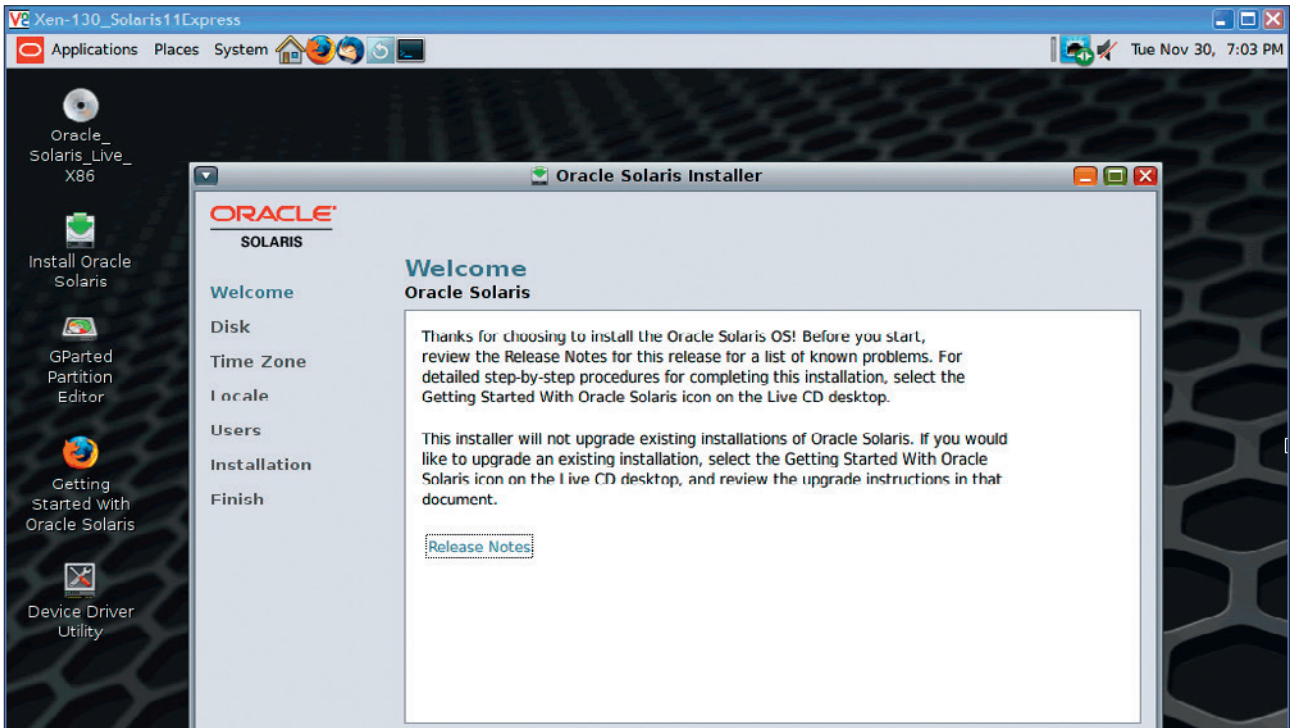 Xen-130_Solaris11Express
Applications Places System
Tue Nov 30, 7:03 PM
Oracle_
Solaris_Live_
X86
Install Oracle
Solaris
GParted
Partition
Editor
Getting
Started With
Oracle Solaris
Device Driver
Utility
Oracle Solaris Installer
ORACLE
SOLARIS
Welcome
Disk
Time Zone
Locale
Users
Installation
Finish
Welcome
Oracle Solaris
Thanks for choosing to install the Oracle Solaris OS! Before you start,
review the Release Notes for this release for a list of known problems. For
detailed step-by-step procedures for completing this installation, select the
Getting Started With Oracle Solaris icon on the Live CD desktop.
This installer will not upgrade existing installations of Oracle Solaris. If you would
like to upgrade an existing installation, select the Getting Started With Oracle
Solaris icon on the Live CD desktop, and review the upgrade instructions in that
document.
Release Notes